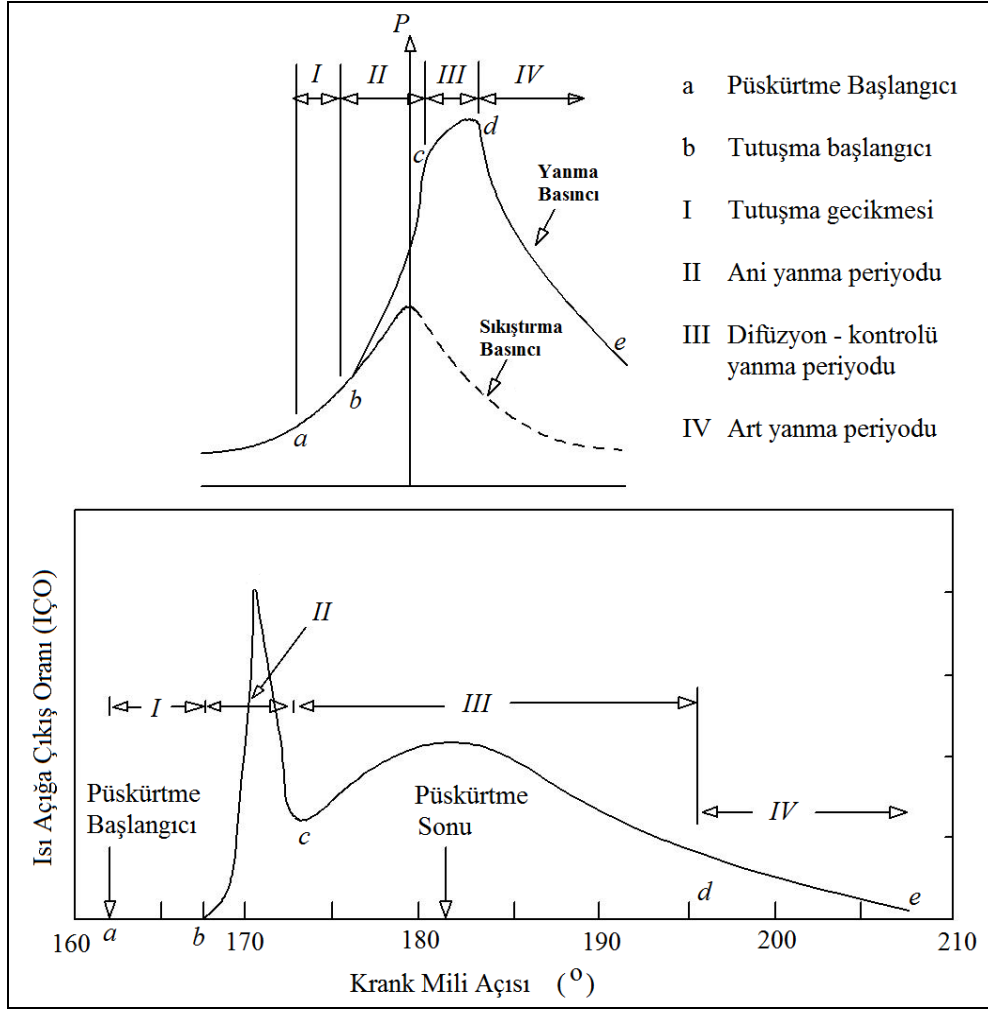 P
I II III IV
c
d
Yanma
Basıncı
Sıkıştırma
Basıncı
b
a
e
a Püskürtme Başlangıcı
b Tutuşma başlangıcı
I Tutuşma gecikmesi
II Ani yanma periyodu
III Difüzyon - kontrolü
yanma periyodu
IV Art yanma periyodu
Isı Açığa Çıkış Oranı (IÇO)
II
I
III
IV
Püskürtme
Başlangıcı
c
Püskürtme
Sonu
d
e
160 a b 170 180 190 200 210
Krank Mili Açısı (°)